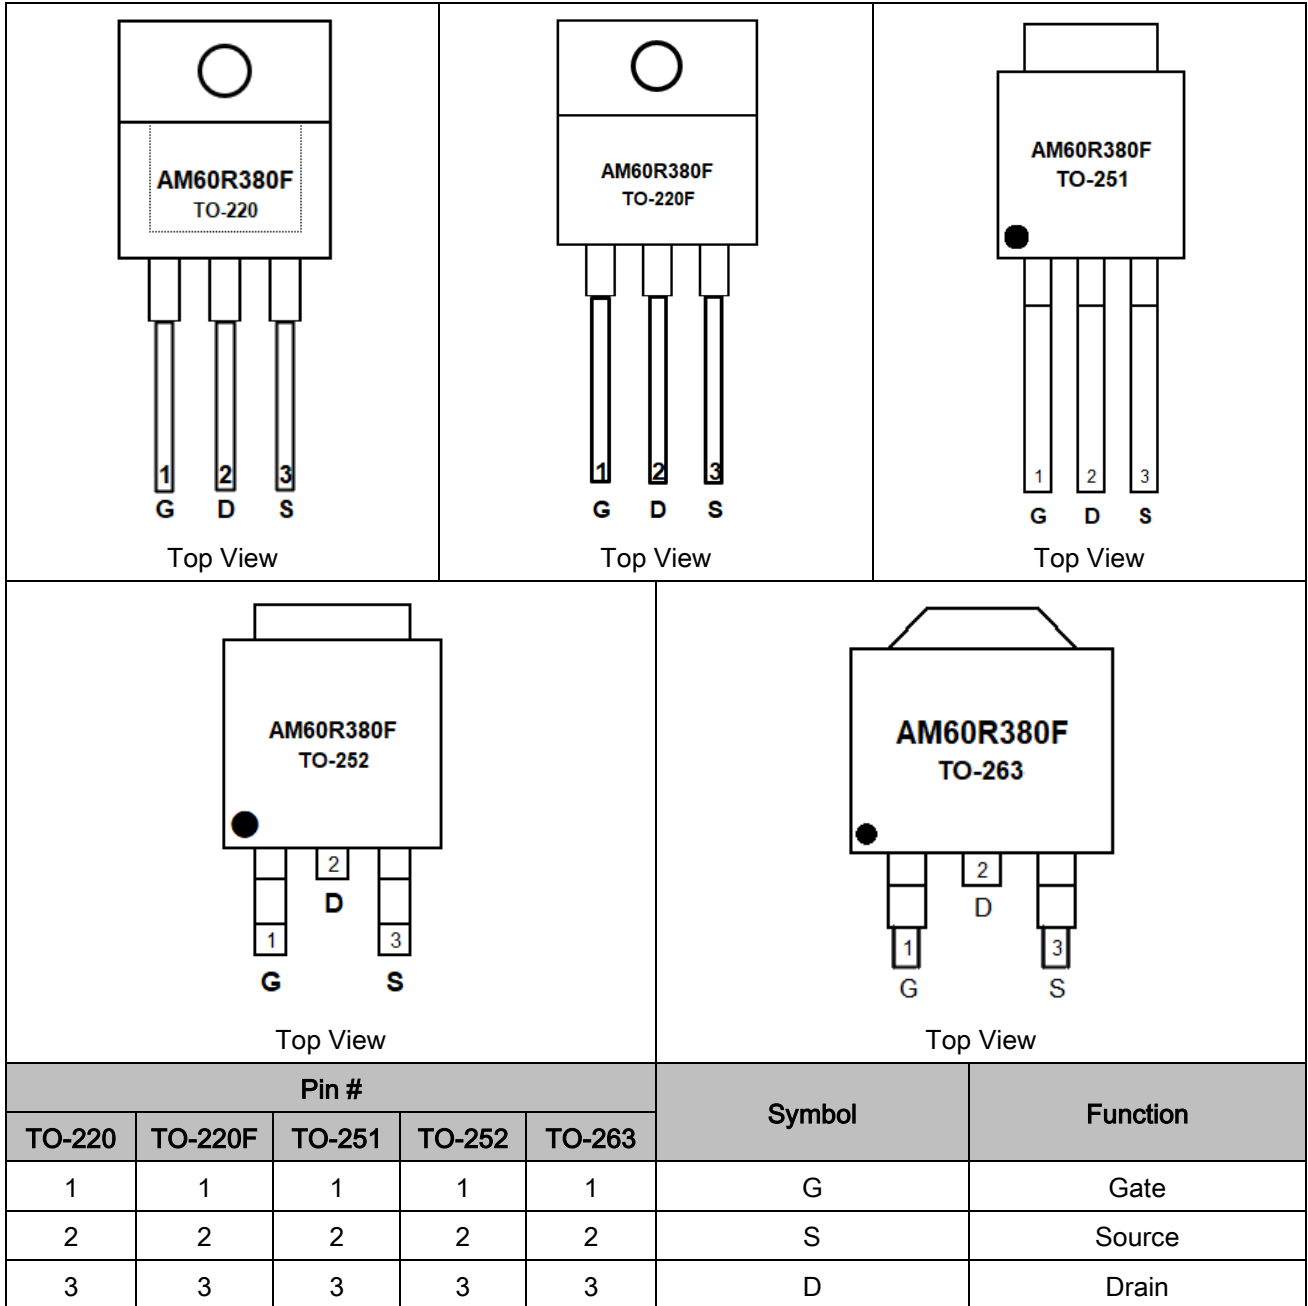 AM60R380F
TO-220
1 2 3
G D S
Top View
AM60R380F
TO-220F
1 2 3
G D S
Top View
AM60R380F
TO-251
1 2 3
G D S
Top View
AM60R380F
TO-252
2
D
1 3
G S
Top View
AM60R380F
TO-263
2
D
1 3
G S
Top View
Pin # Symbol Function
TO-220 TO-220F TO-251 TO-252 TO-263
1 1 1 1 1 G Gate
2 2 2 2 2 S Source
3 3 3 3 3 D Drain